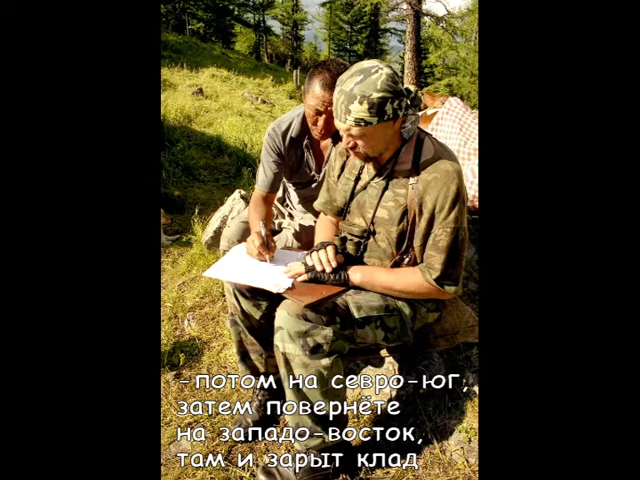 -потом на севро-юг,
затем повернёте
на западо-восток,
там и зарыт клад